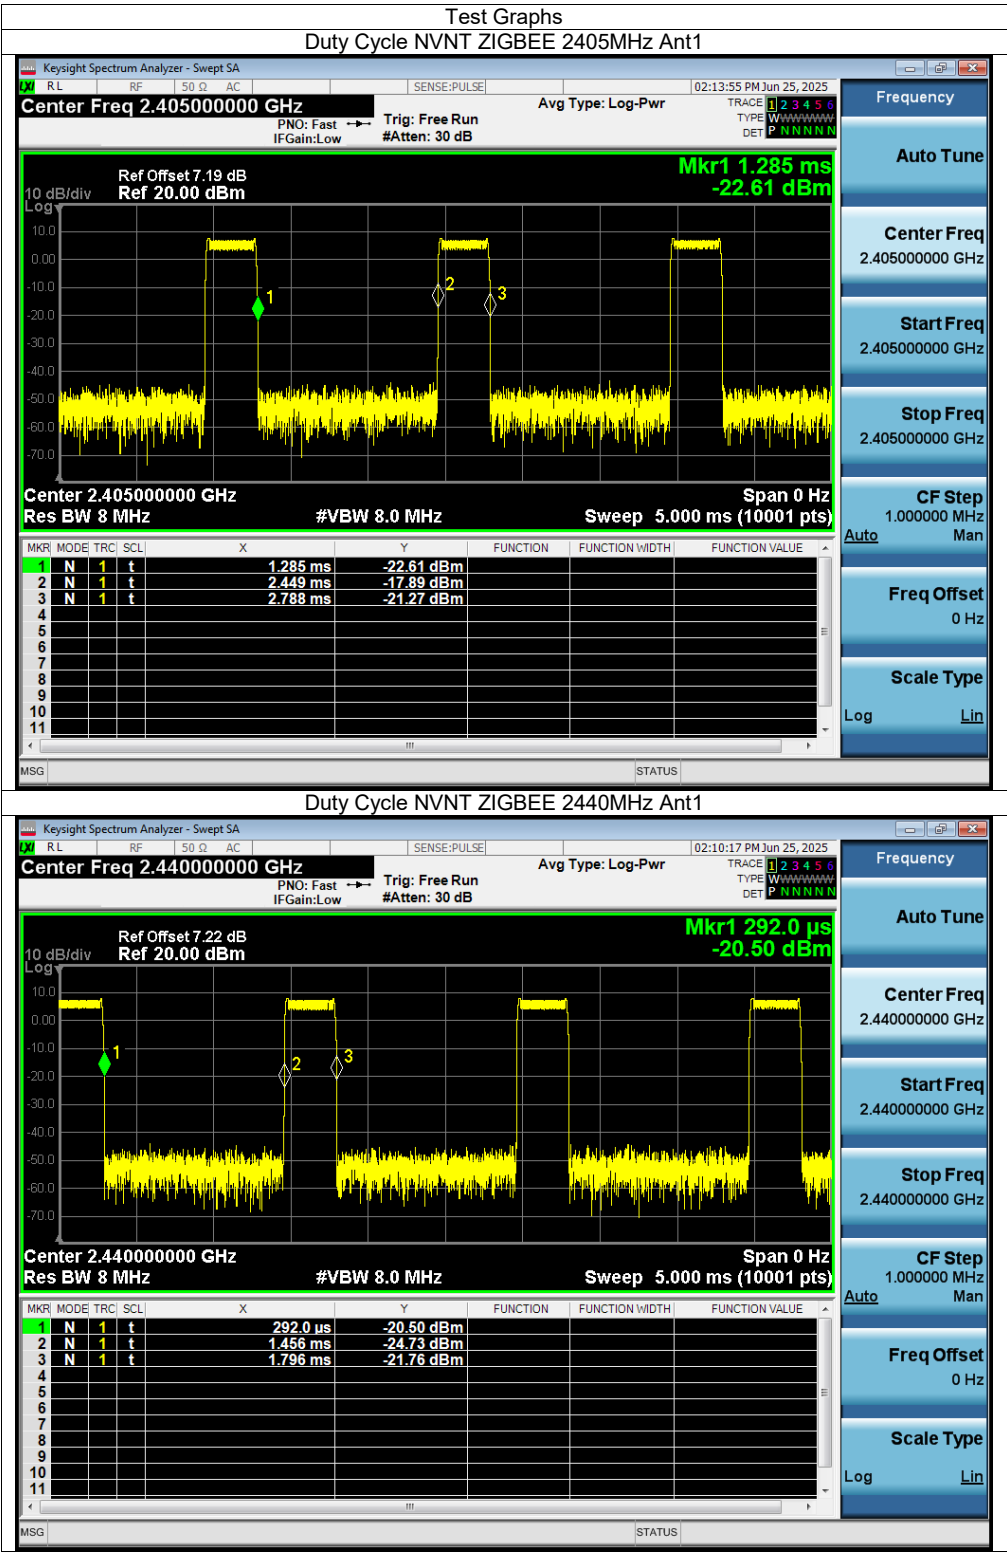 Test Graphs
Duty Cycle NVNT ZIGBEE 2405MHz Ant1
Keysight Spectrum Analyzer - Swept SA
LXI RL RF 50 Ω AC SENSE:PULSE 02:13:55 PM Jun 25, 2025
Center Freq 2.405000000 GHz Avg Type: Log-Pwr TRACE 1 2 3 4 5 6
PNO: Fast Trig: Free Run TYPE WWWWWW
IFGain:Low #Atten: 30 dB DET P N N N N N
Mkr1 1.285 ms
-22.61 dBm
Ref Offset 7.19 dB
10 dB/div Ref 20.00 dBm
Log
10.0
0.00
-10.0
-20.0
-30.0
-40.0
-50.0
-60.0
-70.0
1
2
3
Center 2.405000000 GHz Span 0 Hz
Res BW 8 MHz #VBW 8.0 MHz Sweep 5.000 ms (10001 pts)
MKR MODE TRC SCL X Y FUNCTION FUNCTION WIDTH FUNCTION VALUE
1 N 1 t 1.285 ms -22.61 dBm
2 N 1 t 2.449 ms -17.89 dBm
3 N 1 t 2.788 ms -21.27 dBm
4
5
6
7
8
9
10
11
MSG STATUS
Frequency
Auto Tune
Center Freq
2.405000000 GHz
Start Freq
2.405000000 GHz
Stop Freq
2.405000000 GHz
CF Step
1.000000 MHz
Auto Man
Freq Offset
0 Hz
Scale Type
Log Lin
Duty Cycle NVNT ZIGBEE 2440MHz Ant1
Keysight Spectrum Analyzer - Swept SA
LXI RL RF 50 Ω AC SENSE:PULSE 02:10:17 PM Jun 25, 2025
Center Freq 2.440000000 GHz Avg Type: Log-Pwr TRACE 1 2 3 4 5 6
PNO: Fast Trig: Free Run TYPE WWWWWW
IFGain:Low #Atten: 30 dB DET P N N N N N
Mkr1 292.0 µs
-20.50 dBm
Ref Offset 7.22 dB
10 dB/div Ref 20.00 dBm
Log
10.0
0.00
-10.0
-20.0
-30.0
-40.0
-50.0
-60.0
-70.0
1
2
3
Center 2.440000000 GHz Span 0 Hz
Res BW 8 MHz #VBW 8.0 MHz Sweep 5.000 ms (10001 pts)
MKR MODE TRC SCL X Y FUNCTION FUNCTION WIDTH FUNCTION VALUE
1 N 1 t 292.0 µs -20.50 dBm
2 N 1 t 1.456 ms -24.73 dBm
3 N 1 t 1.796 ms -21.76 dBm
4
5
6
7
8
9
10
11
MSG STATUS
Frequency
Auto Tune
Center Freq
2.440000000 GHz
Start Freq
2.440000000 GHz
Stop Freq
2.440000000 GHz
CF Step
1.000000 MHz
Auto Man
Freq Offset
0 Hz
Scale Type
Log Lin